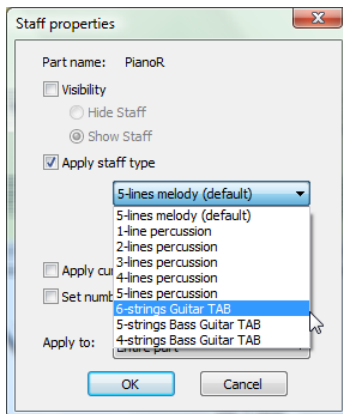 Staff properties
Part name: PianoR
Visibility
Hide Staff
Show Staff
Apply staff type
5-lines melody (default)
5-lines melody (default)
1-line percussion
2-lines percussion
3-lines percussion
4-lines percussion
Apply
5-lines percussion
Set
6-strings Guitar TAB
5-strings Bass Guitar TAB
Apply to:
4-strings Bass Guitar TAB
OK Cancel